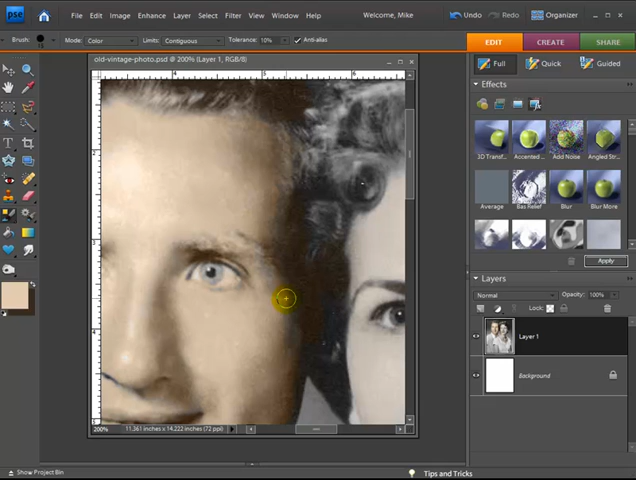 pse File Edit Image Enhance Layer Select Filter View Window Help Welcome, Mike Undo Redo Organizer
Brush: 13 Mode: Color Limits: Contiguous Tolerance: 10% Anti-alias
EDIT CREATE SHARE
old-vintage-photo.psd @ 200% (Layer 1, RGB/8)
Full Quick Guided
Effects
3D Transf... Accented ... Add Noise Angled Str...
Average Bas Relief Blur Blur More
Apply
Layers
Normal Opacity: 100%
Lock:
Layer 1
Background
200% 11.361 inches x 14.222 inches (72 ppi)
Show Project Bin Tips and Tricks